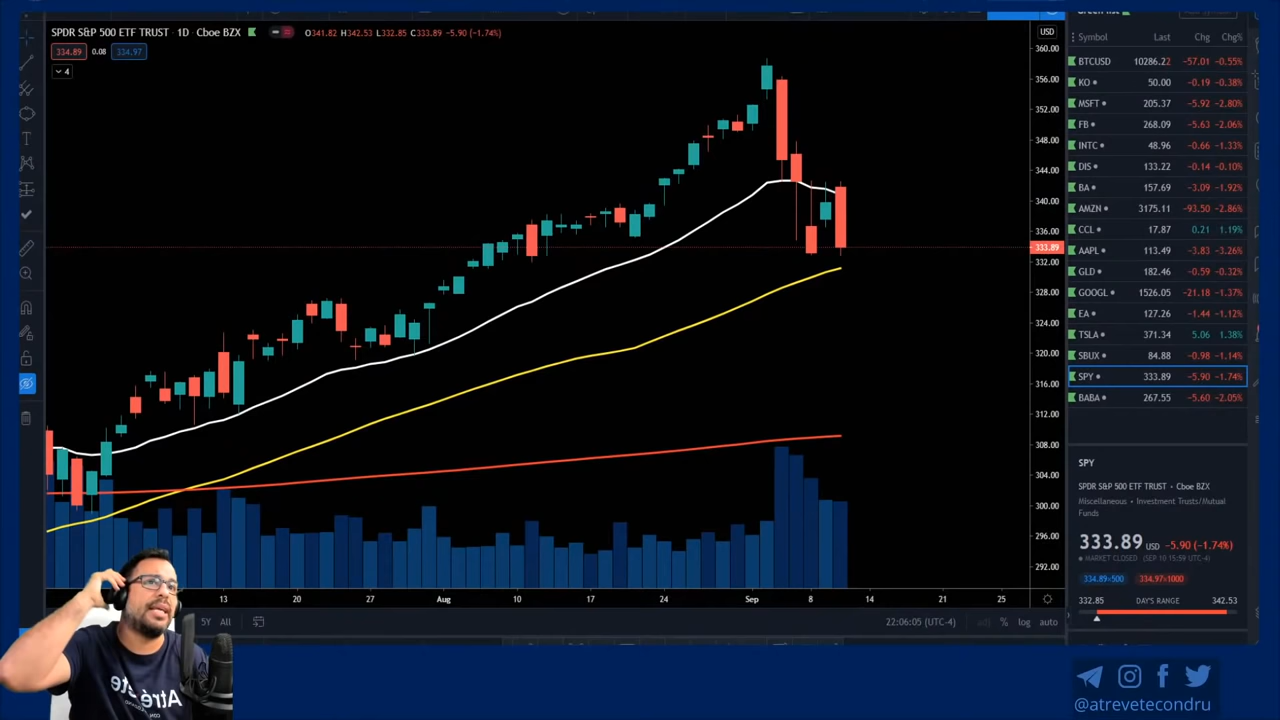 SPDR S&P 500 ETF TRUST · 1D · Cboe BZX O341.82 H342.53 L332.85 C333.89 -5.90 (-1.74%)
334.89 0.08 334.97
4
USD
360.00
356.00
352.00
348.00
344.00
340.00
336.00
333.89
332.00
328.00
324.00
320.00
316.00
312.00
308.00
304.00
300.00
296.00
292.00
13 20 27 Aug 10 17 24 Sep 8 14 21 25
5Y All
22:06:05 (UTC-4) % log auto
Symbol Last Chg Chg%
BTCUSD 10286.22 -57.01 -0.55%
KO 50.00 -0.19 -0.38%
MSFT 205.37 -5.92 -2.80%
FB 268.09 -5.63 -2.06%
INTC 48.96 -0.66 -1.33%
DIS 133.22 -0.14 -0.10%
BA 157.69 -3.09 -1.92%
AMZN 3175.11 -93.50 -2.86%
CCL 17.87 0.21 1.19%
AAPL 113.49 -3.83 -3.26%
GLD 182.46 -0.59 -0.32%
GOOGL 1526.05 -21.18 -1.37%
EA 127.26 -1.44 -1.12%
TSLA 371.34 5.06 1.38%
SBUX 84.88 -0.98 -1.14%
SPY 333.89 -5.90 -1.74%
BABA 267.55 -5.60 -2.05%
SPY
SPDR S&P 500 ETF TRUST • Cboe BZX
Miscellaneous • Investment Trusts/Mutual
Funds
333.89 USD -5.90 (-1.74%)
MARKET CLOSED (SEP 10 15:59 UTC-4)
334.89×500 334.97×1000
332.85 DAY'S RANGE 342.53
Atrévete
@atrevetecondru